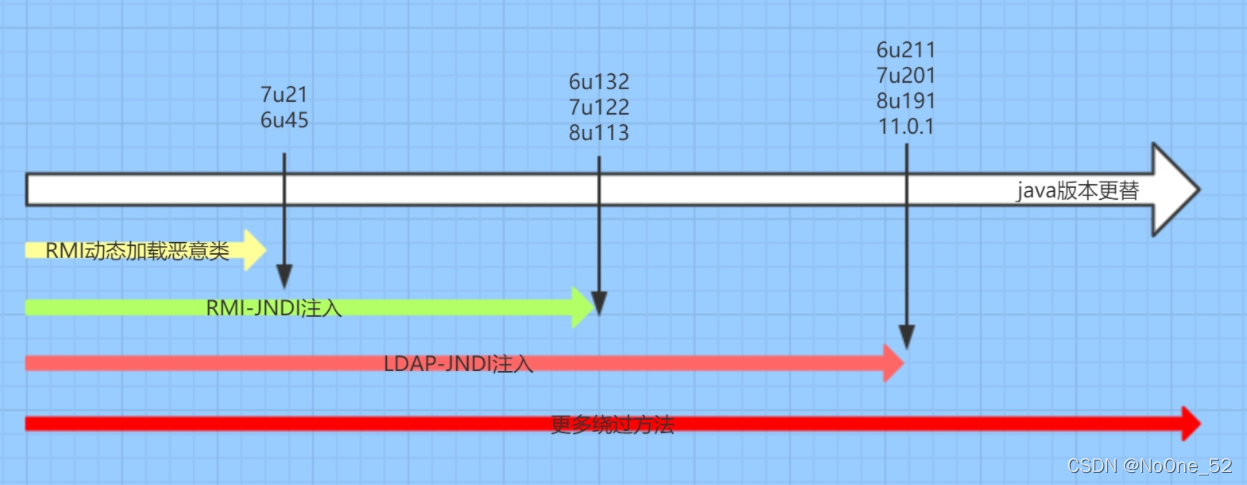 6u211
7u201
8u191
11.0.1
6u132
7u122
8u113
7u21
6u45
java版本更替
RMI动态加载恶意类
RMI-JNDI注入
LDAP-JNDI注入
更多绕过方法
CSDN @NoOne_52